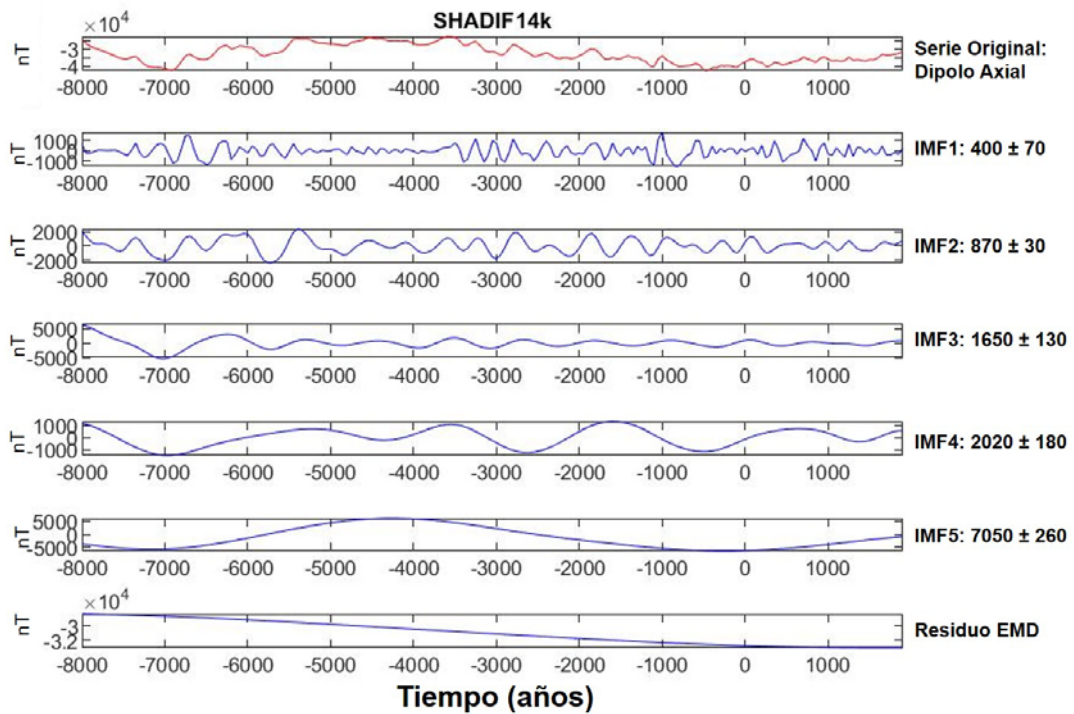 SHADIF14k
×10⁴
nT
-3
-4
-8000 -7000 -6000 -5000 -4000 -3000 -2000 -1000 0 1000
Serie Original:
Dipolo Axial
nT
1000
0
-1000
-8000 -7000 -6000 -5000 -4000 -3000 -2000 -1000 0 1000
IMF1: 400 ± 70
nT
2000
0
-2000
-8000 -7000 -6000 -5000 -4000 -3000 -2000 -1000 0 1000
IMF2: 870 ± 30
nT
5000
0
-5000
-8000 -7000 -6000 -5000 -4000 -3000 -2000 -1000 0 1000
IMF3: 1650 ± 130
nT
1000
0
-1000
-8000 -7000 -6000 -5000 -4000 -3000 -2000 -1000 0 1000
IMF4: 2020 ± 180
nT
5000
0
-5000
-8000 -7000 -6000 -5000 -4000 -3000 -2000 -1000 0 1000
IMF5: 7050 ± 260
×10⁴
nT
-3
-3.2
-8000 -7000 -6000 -5000 -4000 -3000 -2000 -1000 0 1000
Residuo EMD
Tiempo (años)